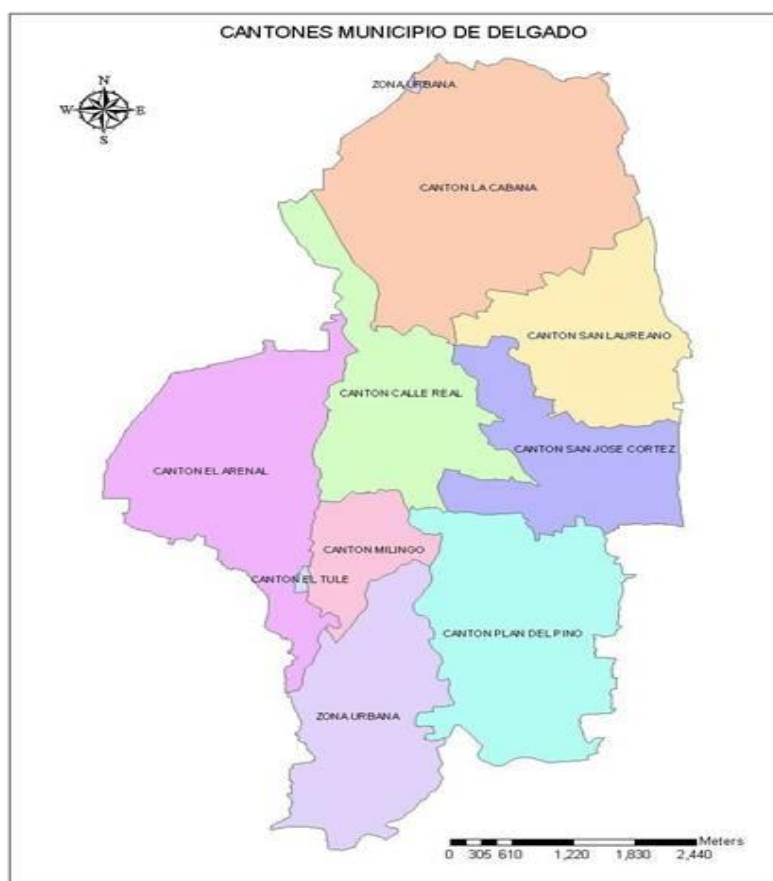 CANTONES MUNICIPIO DE DELGADO
ZONA URBANA
N
W E
S
CANTON LA CABANA
CANTON SAN LAUREANO
CANTON CALLE REAL
CANTON SAN JOSE CORTEZ
CANTON EL ARENAL
CANTON MILINGO
CANTON EL TULE
CANTON PLAN DEL PINO
ZONA URBANA
Meters
0 305 610 1,220 1,830 2,440